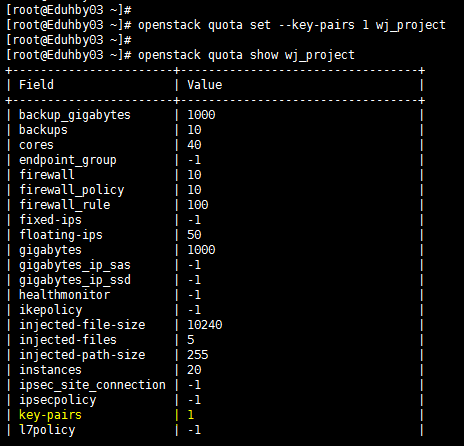 [root@Eduhby03 ~]#
[root@Eduhby03 ~]# openstack quota set --key-pairs 1 wj_project
[root@Eduhby03 ~]#
[root@Eduhby03 ~]# openstack quota show wj_project
+----------------------+----------------------------------+
| Field | Value |
+----------------------+----------------------------------+
| backup_gigabytes | 1000 |
| backups | 10 |
| cores | 40 |
| endpoint_group | -1 |
| firewall | 10 |
| firewall_policy | 10 |
| firewall_rule | 100 |
| fixed-ips | -1 |
| floating-ips | 50 |
| gigabytes | 1000 |
| gigabytes_ip_sas | -1 |
| gigabytes_ip_ssd | -1 |
| healthmonitor | -1 |
| ikepolicy | -1 |
| injected-file-size | 10240 |
| injected-files | 5 |
| injected-path-size | 255 |
| instances | 20 |
| ipsec_site_connection | -1 |
| ipsecpolicy | -1 |
| key-pairs | 1 |
| l7policy | -1 |